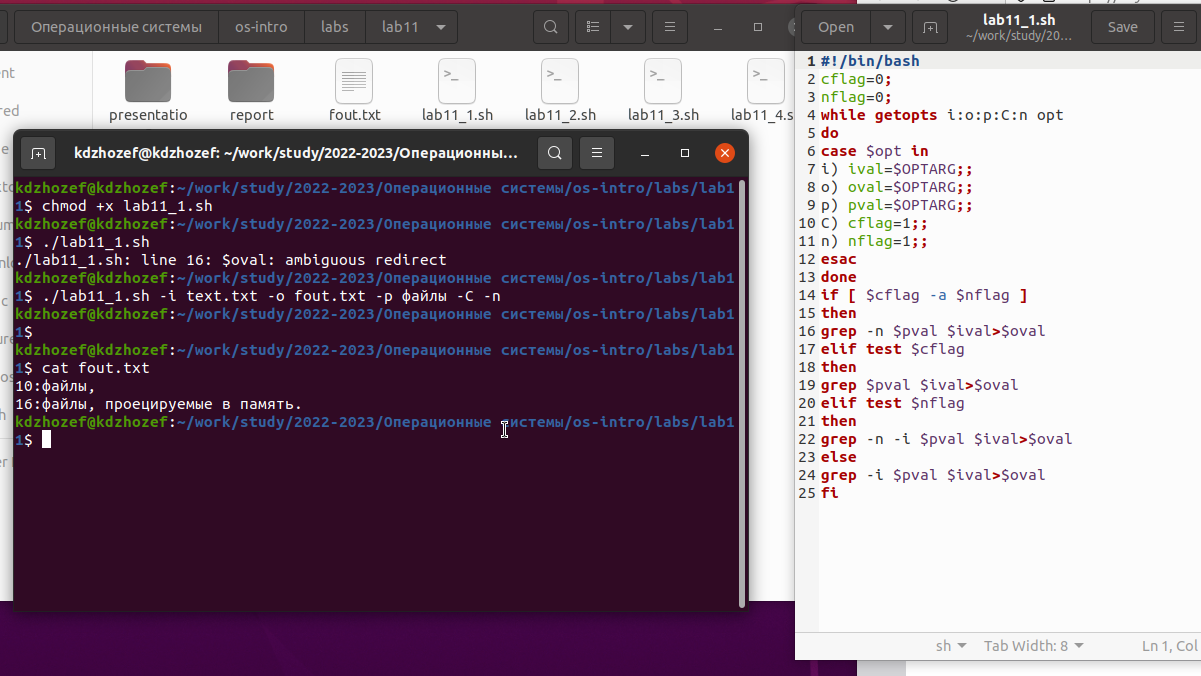 Операционные системы
os-intro
labs
lab11
presentatio
report
fout.txt
lab11_1.sh
lab11_2.sh
lab11_3.sh
lab11_4.s
kdzhozef@kdzhozef: ~/work/study/2022-2023/Операционны...
kdzhozef@kdzhozef:~/work/study/2022-2023/Операционные системы/os-intro/labs/lab1
1$ chmod +x lab11_1.sh
kdzhozef@kdzhozef:~/work/study/2022-2023/Операционные системы/os-intro/labs/lab1
1$ ./lab11_1.sh
./lab11_1.sh: line 16: $oval: ambiguous redirect
kdzhozef@kdzhozef:~/work/study/2022-2023/Операционные системы/os-intro/labs/lab1
1$ ./lab11_1.sh -i text.txt -o fout.txt -p файлы -C -n
kdzhozef@kdzhozef:~/work/study/2022-2023/Операционные системы/os-intro/labs/lab1
1$
kdzhozef@kdzhozef:~/work/study/2022-2023/Операционные системы/os-intro/labs/lab1
1$ cat fout.txt
10:файлы,
16:файлы, проецируемые в память.
kdzhozef@kdzhozef:~/work/study/2022-2023/Операционные системы/os-intro/labs/lab1
1$
Open
lab11_1.sh
~/work/study/20...
Save
1 #!/bin/bash
2 cflag=0;
3 nflag=0;
4 while getopts i:o:p:C:n opt
5 do
6 case $opt in
7 i) ival=$OPTARG;;
8 o) oval=$OPTARG;;
9 p) pval=$OPTARG;;
10 C) cflag=1;;
11 n) nflag=1;;
12 esac
13 done
14 if [ $cflag -a $nflag ]
15 then
16 grep -n $pval $ival>$oval
17 elif test $cflag
18 then
19 grep $pval $ival>$oval
20 elif test $nflag
21 then
22 grep -n -i $pval $ival>$oval
23 else
24 grep -i $pval $ival>$oval
25 fi
sh
Tab Width: 8
Ln 1, Col